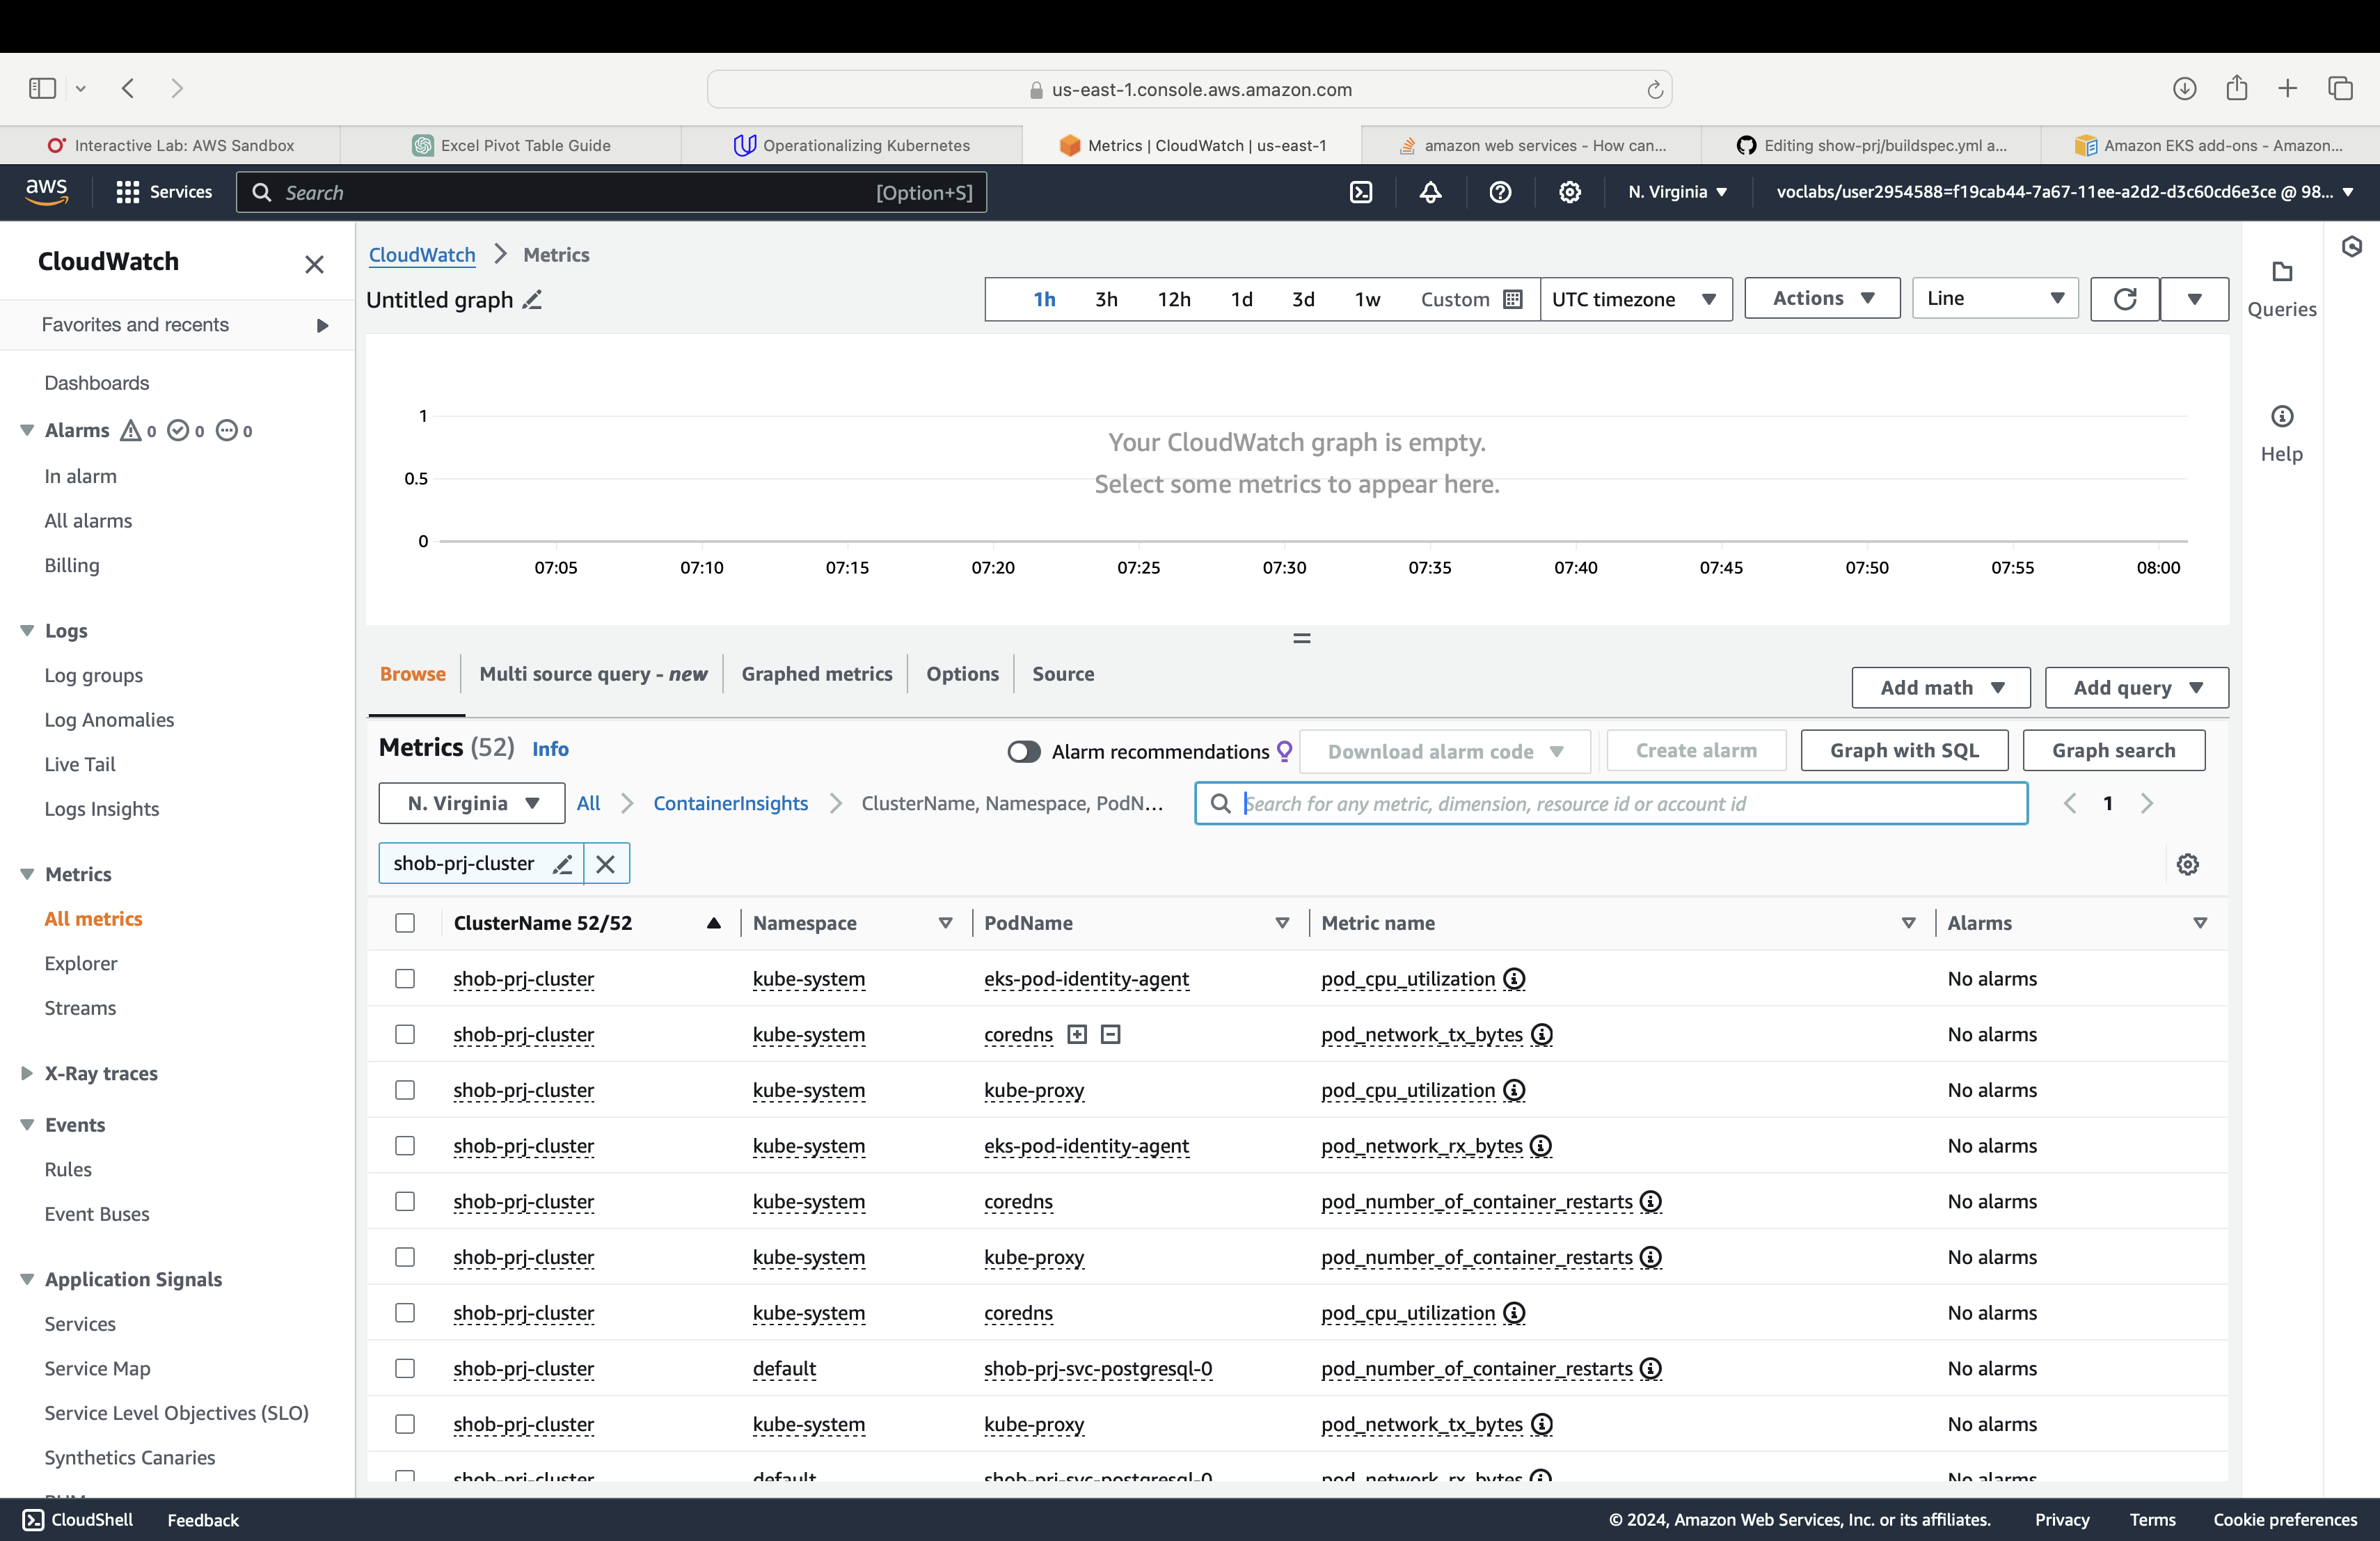 us-east-1.console.aws.amazon.com
Interactive Lab: AWS Sandbox
Excel Pivot Table Guide
Operationalizing Kubernetes
Metrics | CloudWatch | us-east-1
amazon web services - How can...
Editing show-prj/buildspec.yml a...
Amazon EKS add-ons - Amazon...
aws
Services
Search
[Option+S]
N. Virginia
voclabs/user2954588=f19cab44-7a67-11ee-a2d2-d3c60cd6e3ce @ 98...
CloudWatch
Favorites and recents
Dashboards
Alarms 0 0 0
In alarm
All alarms
Billing
Logs
Log groups
Log Anomalies
Live Tail
Logs Insights
Metrics
All metrics
Explorer
Streams
X-Ray traces
Events
Rules
Event Buses
Application Signals
Services
Service Map
Service Level Objectives (SLO)
Synthetics Canaries
CloudWatch > Metrics
Untitled graph
1h 3h 12h 1d 3d 1w Custom
UTC timezone
Actions
Line
Queries
Help
1
0.5
0
Your CloudWatch graph is empty.
Select some metrics to appear here.
07:05 07:10 07:15 07:20 07:25 07:30 07:35 07:40 07:45 07:50 07:55 08:00
Browse
Multi source query - new
Graphed metrics
Options
Source
Add math
Add query
Metrics (52) Info
Alarm recommendations
Download alarm code
Create alarm
Graph with SQL
Graph search
N. Virginia
All > ContainerInsights > ClusterName, Namespace, PodN...
Search for any metric, dimension, resource id or account id
1
shob-prj-cluster
ClusterName 52/52 Namespace PodName Metric name Alarms
shob-prj-cluster kube-system eks-pod-identity-agent pod_cpu_utilization No alarms
shob-prj-cluster kube-system coredns pod_network_tx_bytes No alarms
shob-prj-cluster kube-system kube-proxy pod_cpu_utilization No alarms
shob-prj-cluster kube-system eks-pod-identity-agent pod_network_rx_bytes No alarms
shob-prj-cluster kube-system coredns pod_number_of_container_restarts No alarms
shob-prj-cluster kube-system kube-proxy pod_number_of_container_restarts No alarms
shob-prj-cluster kube-system coredns pod_cpu_utilization No alarms
shob-prj-cluster default shob-prj-svc-postgresql-0 pod_number_of_container_restarts No alarms
shob-prj-cluster kube-system kube-proxy pod_network_tx_bytes No alarms
shob-prj-cluster default shob-prj-svc-postgresql-0 pod_network_rx_bytes No alarms
CloudShell
Feedback
© 2024, Amazon Web Services, Inc. or its affiliates.
Privacy
Terms
Cookie preferences